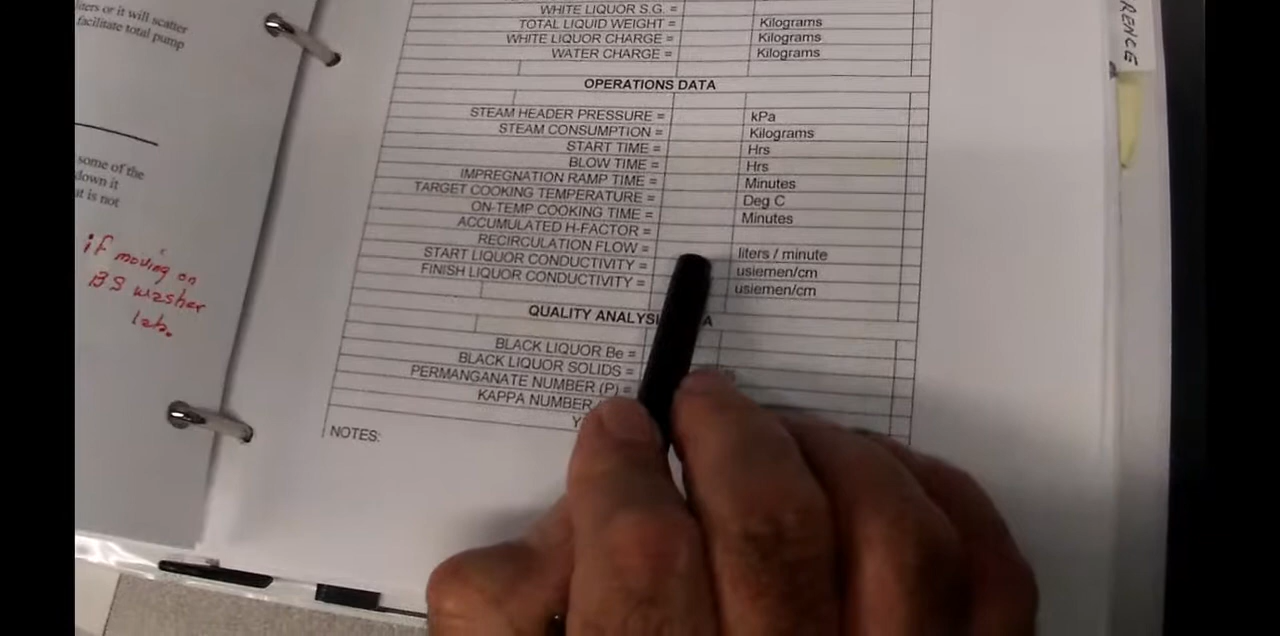 iters or it will scatter
facilitate total pump
some of the
down it
at is not
if moving on
BS washer
lab.
RENCE
WHITE LIQUOR S.G. =
TOTAL LIQUID WEIGHT = Kilograms
WHITE LIQUOR CHARGE = Kilograms
WATER CHARGE = Kilograms
OPERATIONS DATA
STEAM HEADER PRESSURE = kPa
STEAM CONSUMPTION = Kilograms
START TIME = Hrs
BLOW TIME = Hrs
IMPREGNATION RAMP TIME = Minutes
TARGET COOKING TEMPERATURE = Deg C
ON-TEMP COOKING TIME = Minutes
ACCUMULATED H-FACTOR =
RECIRCULATION FLOW = liters / minute
START LIQUOR CONDUCTIVITY = usiemen/cm
FINISH LIQUOR CONDUCTIVITY = usiemen/cm
QUALITY ANALYSI A
BLACK LIQUOR Be =
BLACK LIQUOR SOLIDS =
PERMANGANATE NUMBER (P) =
KAPPA NUMBER
Y
NOTES: